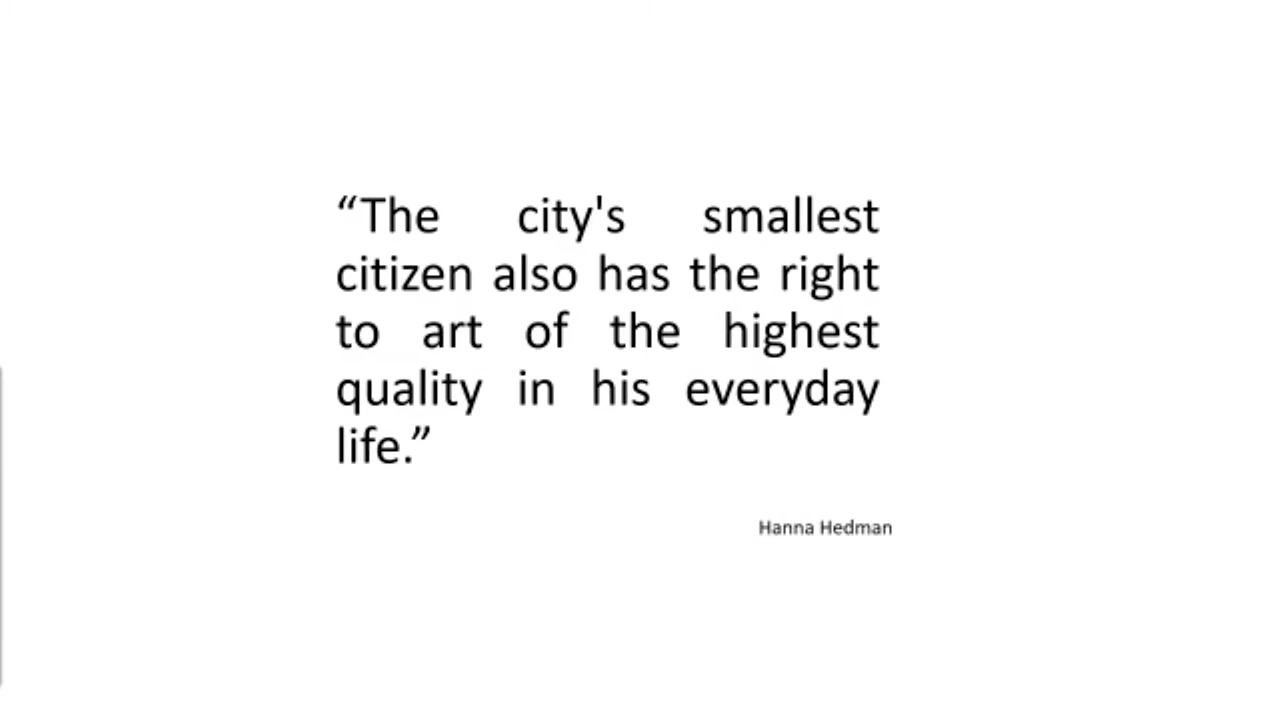 “The city's smallest
citizen also has the right
to art of the highest
quality in his everyday
life.”
Hanna Hedman